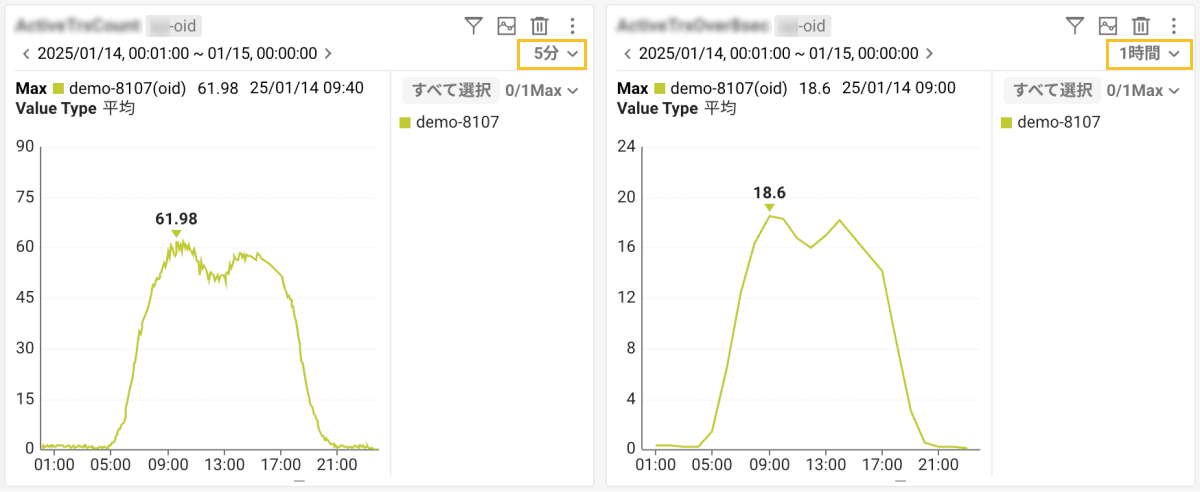 -oid
2025/01/14, 00:01:00 ~ 01/15, 00:00:00
5分
Max demo-8107(oid) 61.98 25/01/14 09:40
Value Type 平均
すべて選択 0/1Max
demo-8107
90
75
60
45
30
15
0
61.98
01:00 05:00 09:00 13:00 17:00 21:00
-oid
2025/01/14, 00:01:00 ~ 01/15, 00:00:00
1時間
Max demo-8107(oid) 18.6 25/01/14 09:00
Value Type 平均
すべて選択 0/1Max
demo-8107
24
20
16
12
8
4
0
18.6
01:00 05:00 09:00 13:00 17:00 21:00